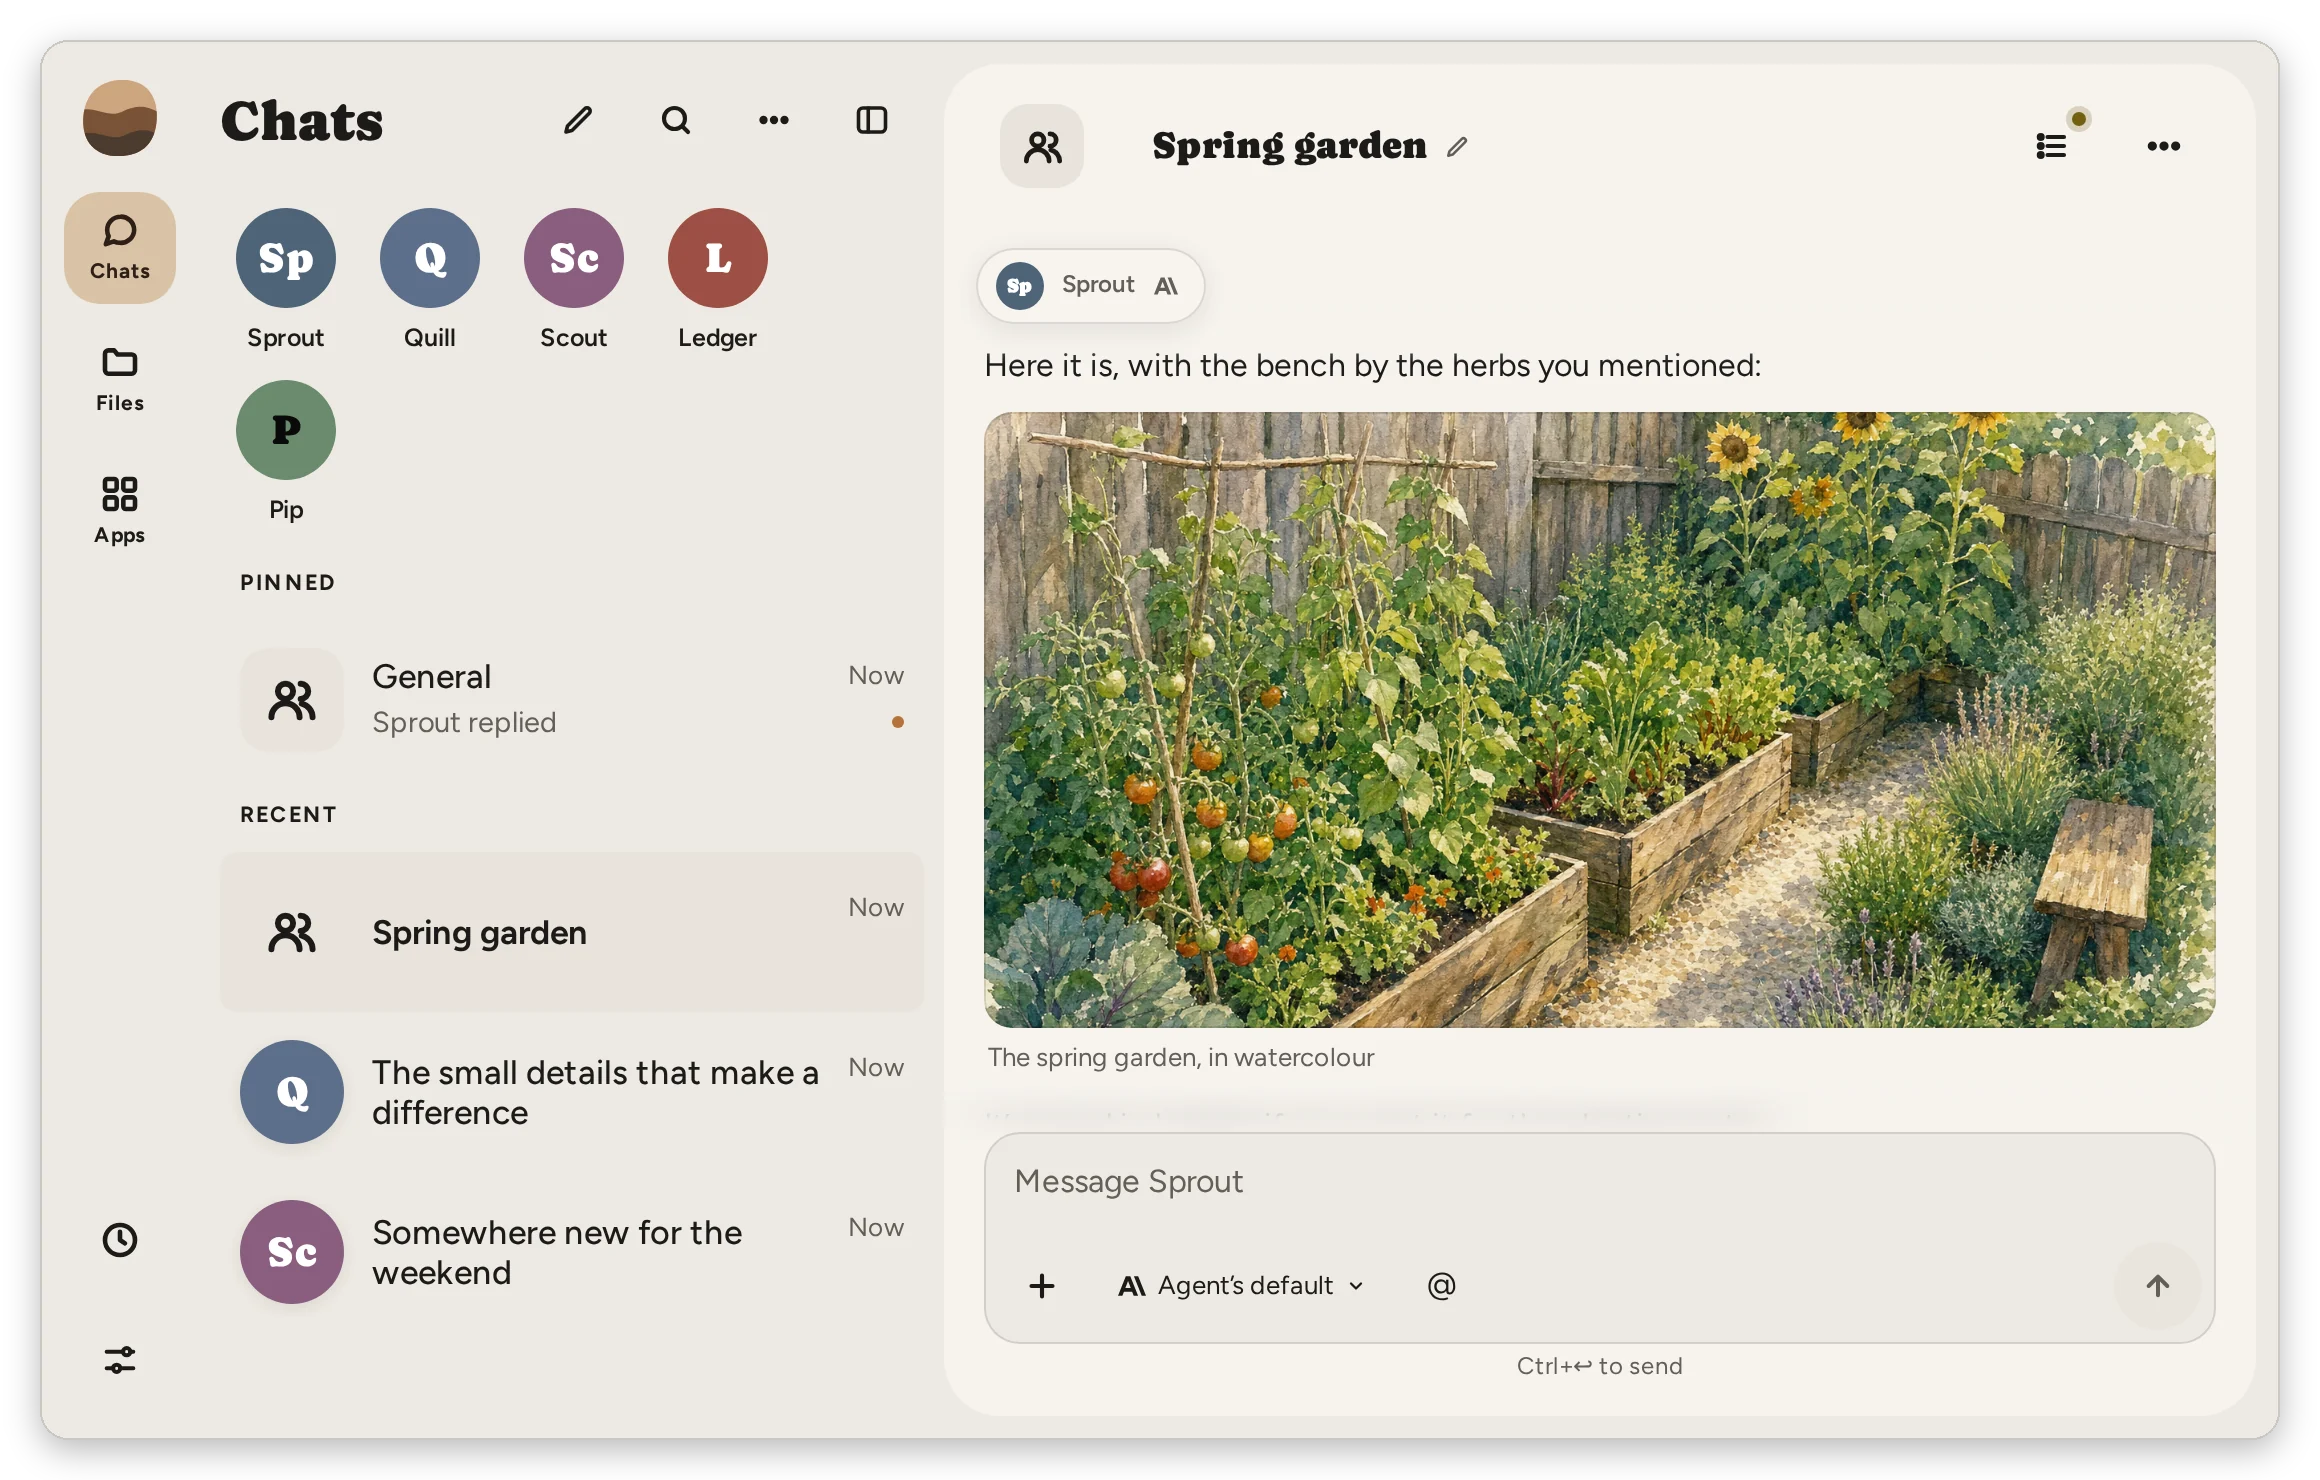 Chats
Chats
Files
Apps
Sp
Sprout
Q
Quill
Sc
Scout
L
Ledger
P
Pip
PINNED
General
Now
Sprout replied
RECENT
Spring garden
Now
Q
The small details that make a
difference
Now
Sc
Somewhere new for the
weekend
Now
Spring garden
Sp
Sprout
Here it is, with the bench by the herbs you mentioned:
The spring garden, in watercolour
Message Sprout
Agent's default
@
Ctrl+↩ to send